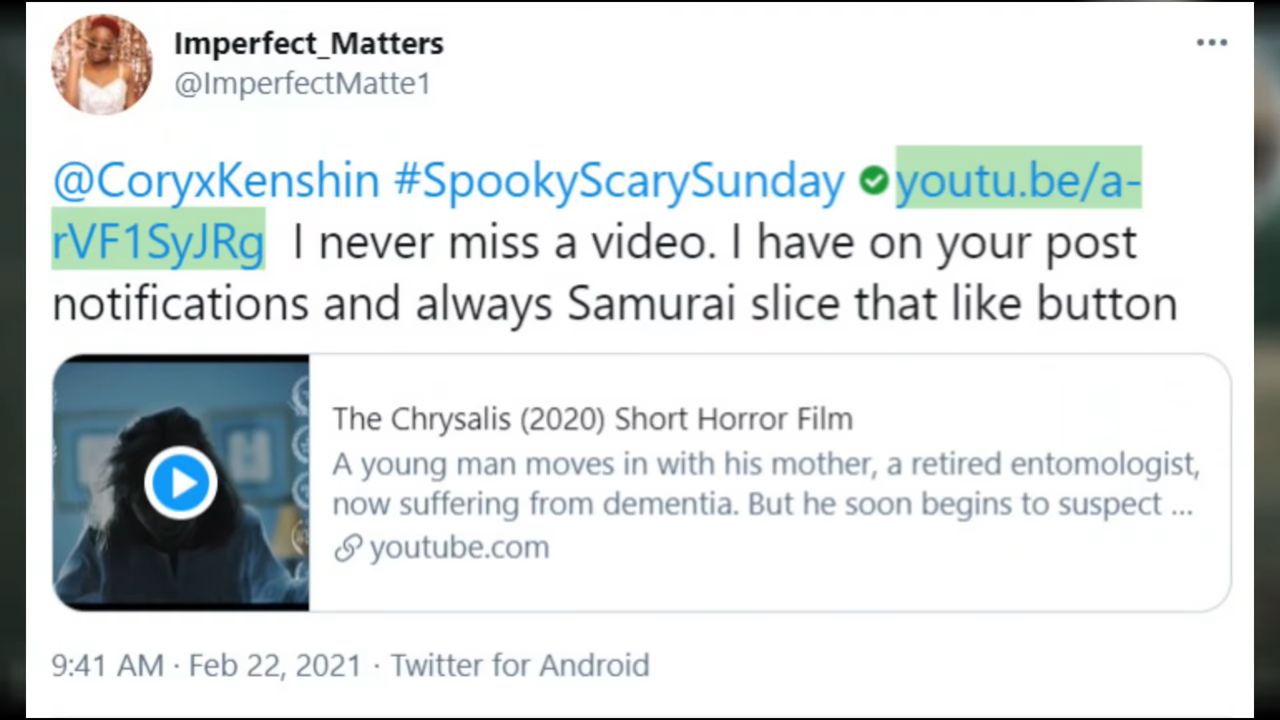 Imperfect_Matters
@ImperfectMatte1
@CoryxKenshin #SpookyScarySunday youtu.be/a-
rVF1SyJRg I never miss a video. I have on your post
notifications and always Samurai slice that like button
The Chrysalis (2020) Short Horror Film
A young man moves in with his mother, a retired entomologist,
now suffering from dementia. But he soon begins to suspect ...
youtube.com
9:41 AM · Feb 22, 2021 · Twitter for Android